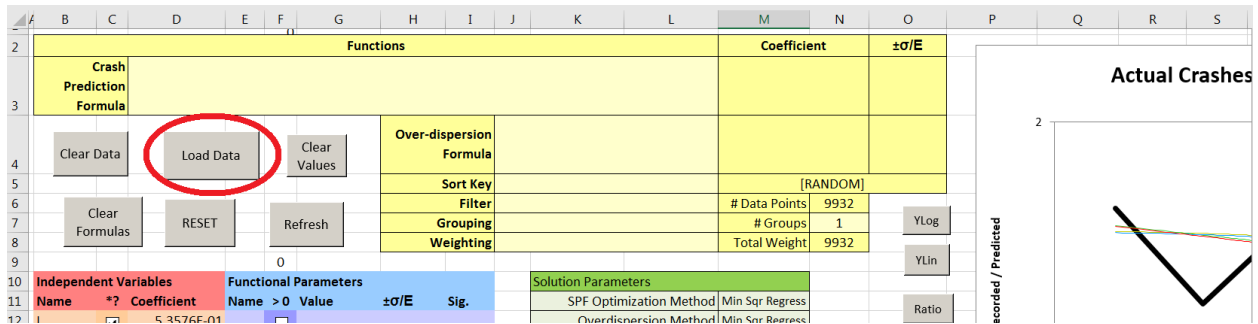 A B C D E F G H I J K L M N O P Q R S
0
2 Functions Coefficient ±σ/E
Crash
Prediction
3 Formula
Actual Crashes
2
Over-dispersion
Formula
Clear Data Load Data Clear
Values
4
5 Sort Key [RANDOM]
6 Filter # Data Points 9932
Clear
Formulas RESET Refresh
7 Grouping # Groups 1 YLog
8 Weighting Total Weight 9932
9 0 YLin
10 Independent Variables Functional Parameters Solution Parameters
11 Name *? Coefficient Name > 0 Value ±σ/E Sig. SPF Optimization Method Min Sqr Regress Ratio
12 L 5.3576E-01 Overdispersion Method Min Sqr Regress
ecorded / Predicted